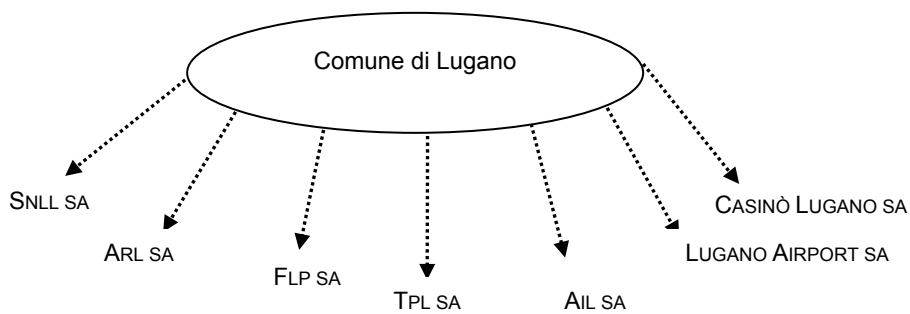 Comune di Lugano
SNLL SA
CASINÒ LUGANO SA
ARL SA
LUGANO AIRPORT SA
FLP SA
TPL SA
AIL SA